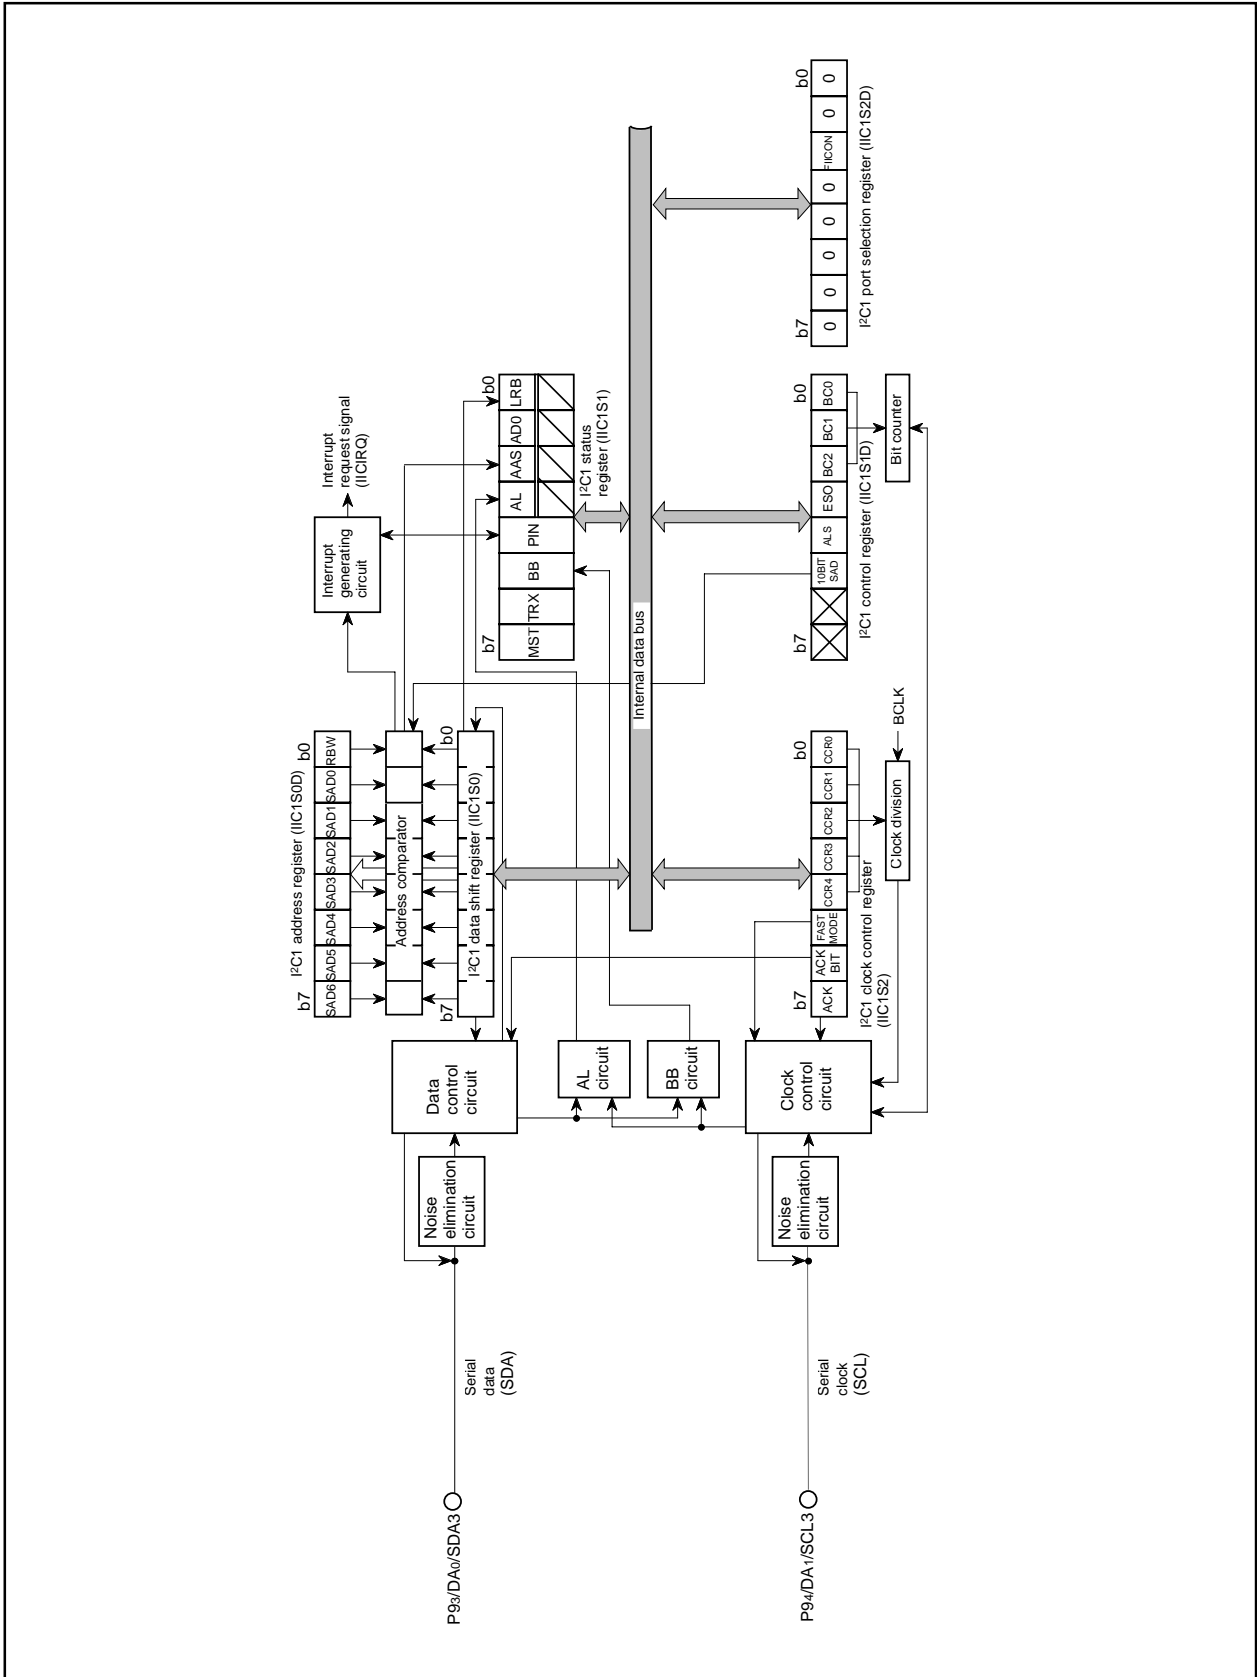 Interrupt
request signal
(IICIRQ)
Interrupt
generating
circuit
I²C1 address register (IIC1S0D)
b7
b0
SAD6
SAD5
SAD4
SAD3
SAD2
SAD1
SAD0
RBW
Address comparator
b7
I²C1 data shift register (IIC1S0)
b0
b7
b0
MST
TRX
BB
PIN
AL
AAS
AD0
LRB
I²C1 status
register (IIC1S1)
P93/DA0/SDA3
Serial
data
(SDA)
Noise
elimination
circuit
Data
control
circuit
AL
circuit
BB
circuit
Internal data bus
P94/DA1/SCL3
Serial
clock
(SCL)
Noise
elimination
circuit
Clock
control
circuit
b7
b0
ACK
ACK
BIT
FAST
MODE
CCR4
CCR3
CCR2
CCR1
CCR0
I²C1 clock control register
(IIC1S2)
Clock division
BCLK
b7
b0
10BIT
SAD
ALS
ESO
BC2
BC1
BC0
I²C1 control register (IIC1S1D)
Bit counter
b7
b0
0
0
0
0
0
FIICON
0
0
I²C1 port selection register (IIC1S2D)